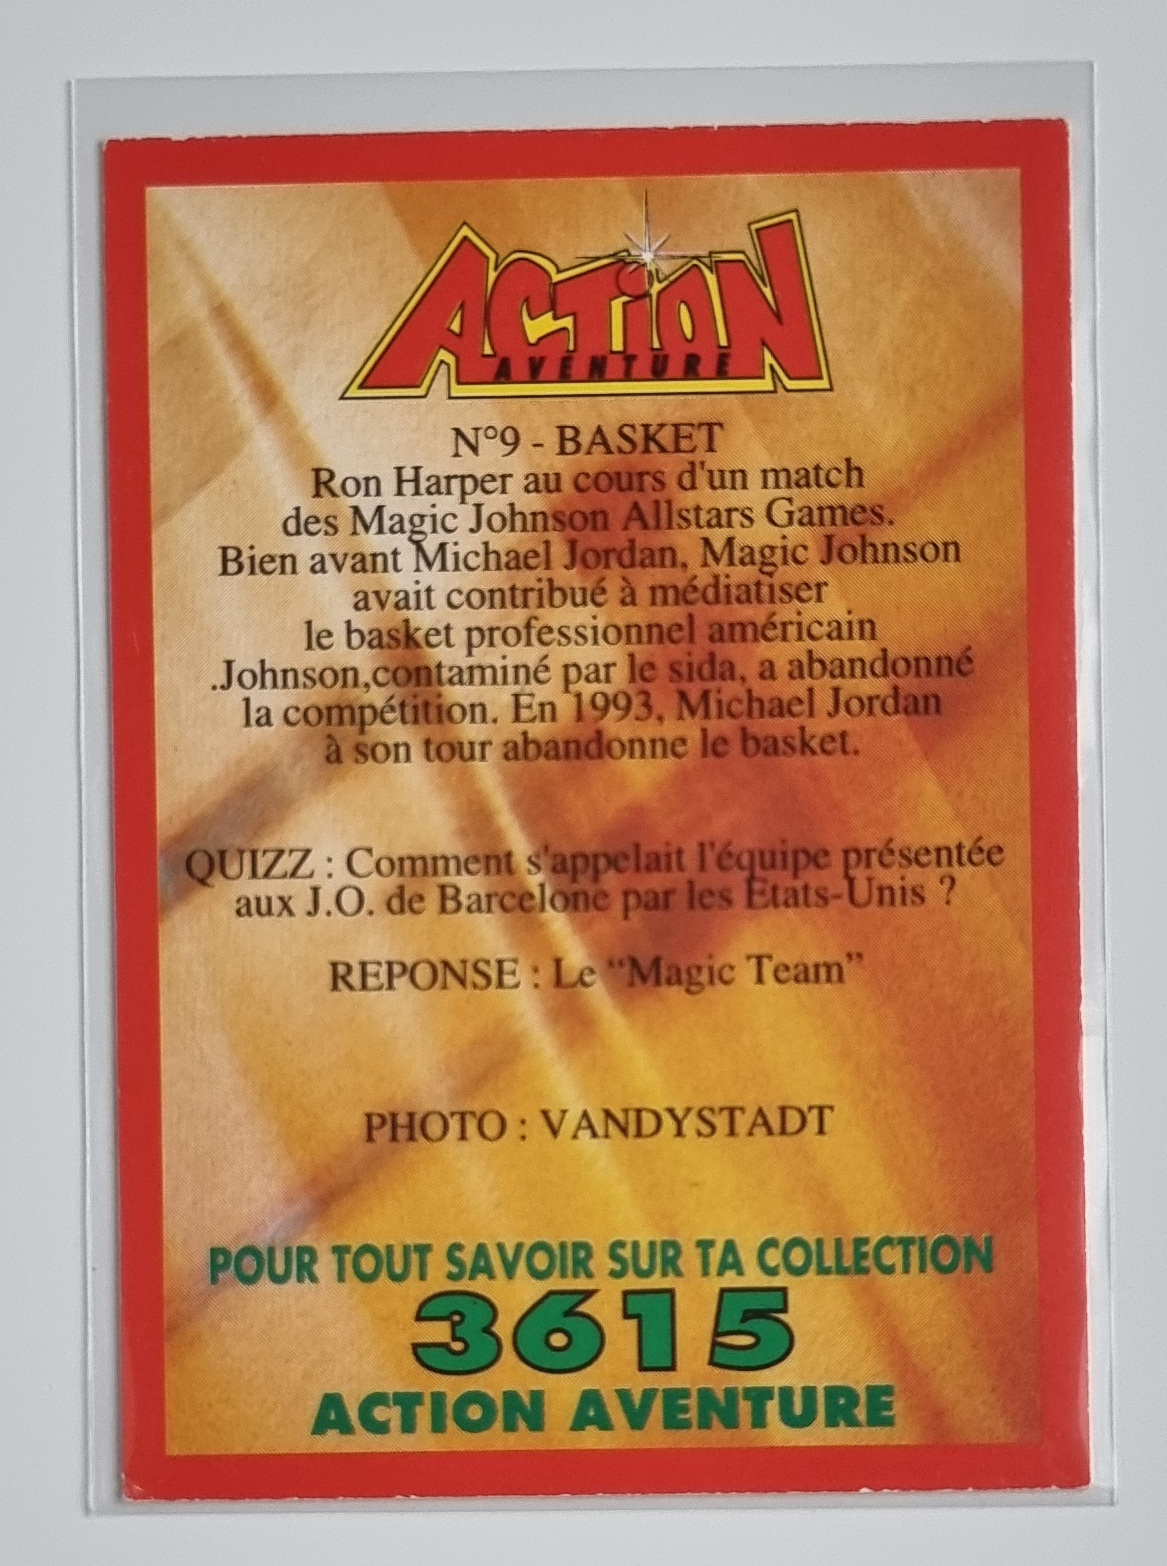 ACTiON
AVENTURE
N°9 - BASKET
Ron Harper au cours d'un match
des Magic Johnson Allstars Games.
Bien avant Michael Jordan, Magic Johnson
avait contribué à médiatiser
le basket professionnel américain
.Johnson,contaminé par le sida, a abandonné
la compétition. En 1993, Michael Jordan
à son tour abandonne le basket.
QUIZZ : Comment s'appelait l'équipe présentée
aux J.O. de Barcelone par les Etats-Unis ?
REPONSE : Le “Magic Team”
PHOTO : VANDYSTADT
POUR TOUT SAVOIR SUR TA COLLECTION
3615
ACTION AVENTURE